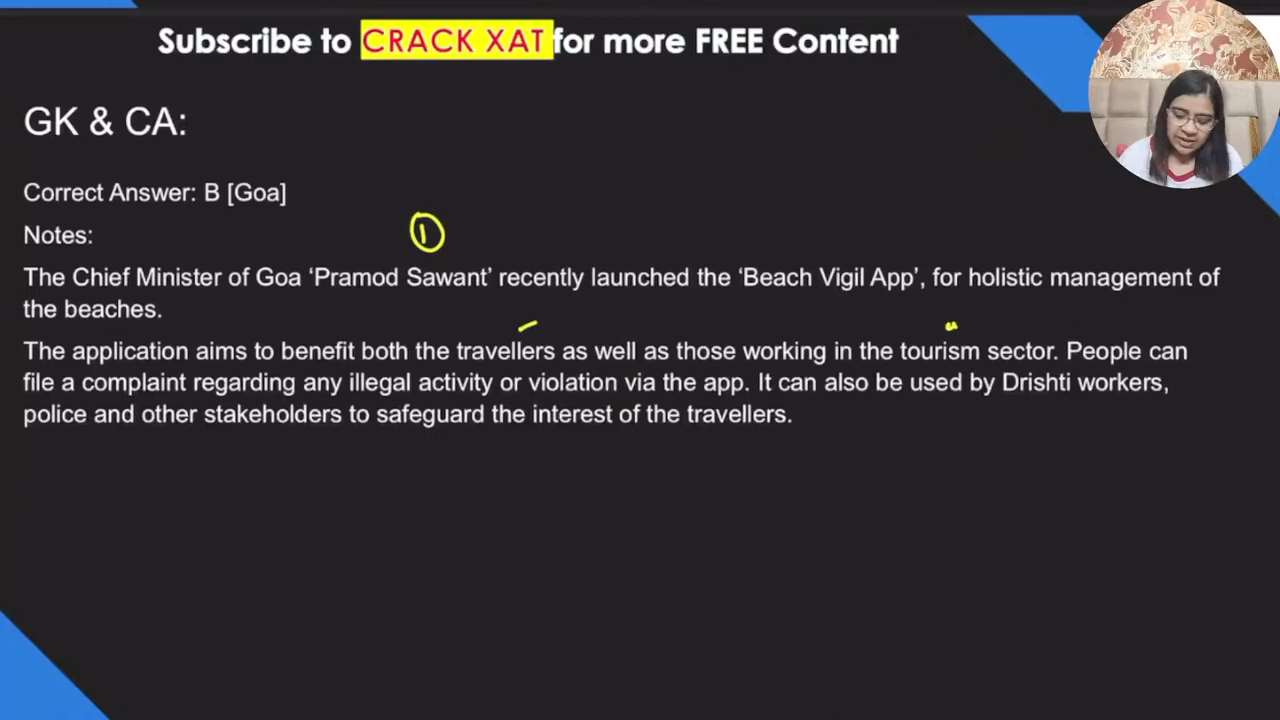 Subscribe to CRACK XAT for more FREE Content
GK & CA:
Correct Answer: B [Goa]
Notes:
1
The Chief Minister of Goa ‘Pramod Sawant’ recently launched the ‘Beach Vigil App’, for holistic management of
the beaches.
The application aims to benefit both the travellers as well as those working in the tourism sector. People can
file a complaint regarding any illegal activity or violation via the app. It can also be used by Drishti workers,
police and other stakeholders to safeguard the interest of the travellers.